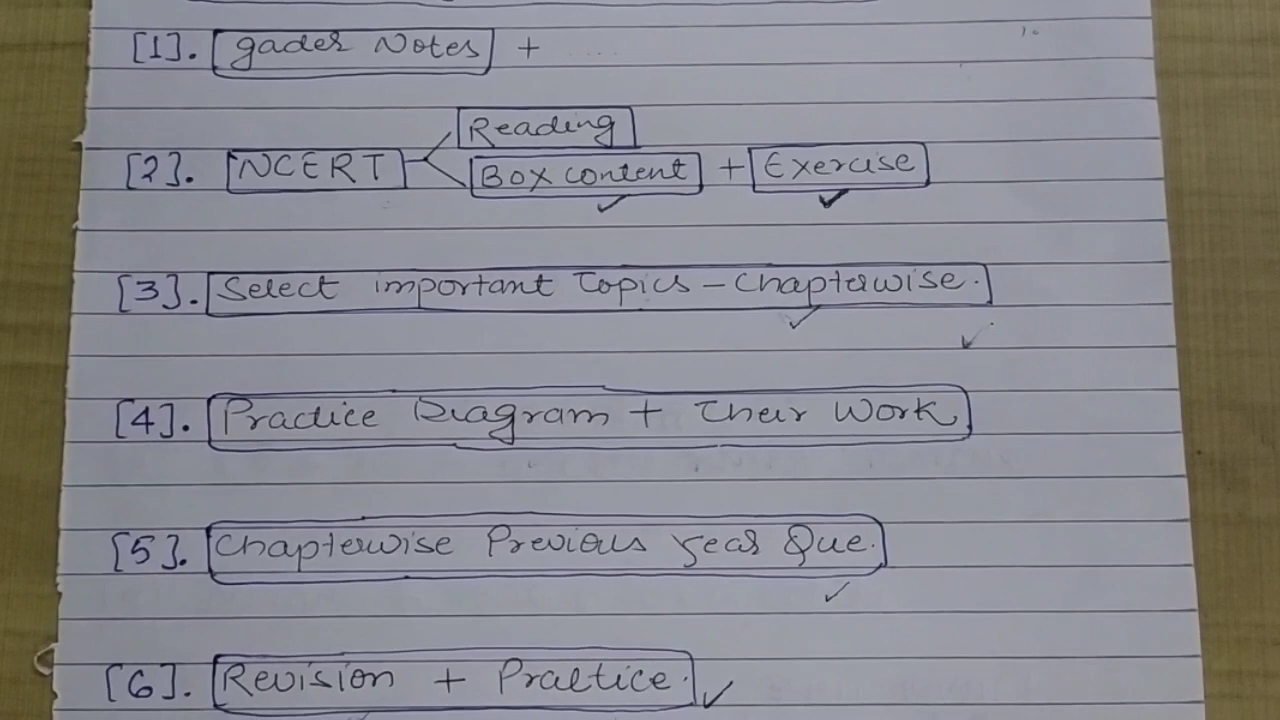 [1]. gader Notes +
Reading
[2]. NCERT Box content + Exercise
[3]. Select important Topics - Chapterwise.
[4]. Practice Diagram + Their Work
[5]. Chapterwise Previous year Que.
[6]. Revision + Practice.